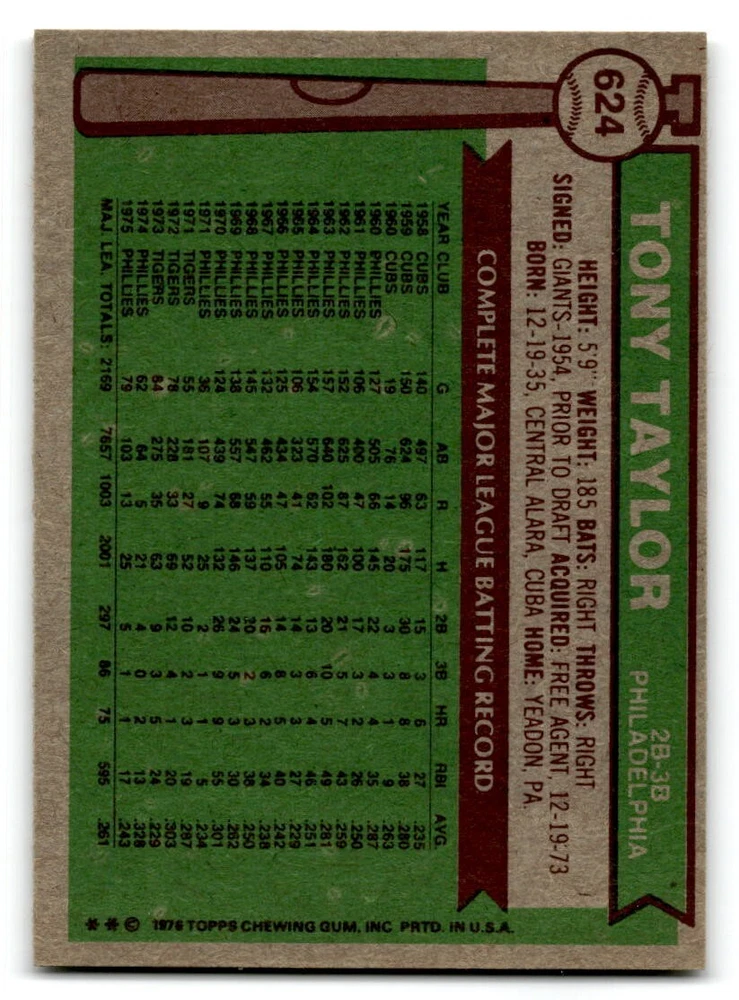 624
TONY TAYLOR
2B-3B
PHILADELPHIA
HEIGHT: 5'9" WEIGHT: 185 BATS: RIGHT THROWS: RIGHT
SIGNED: GIANTS-1954, PRIOR TO DRAFT ACQUIRED: FREE AGENT, 12-19-73
BORN: 12-19-35, CENTRAL ALARA, CUBA HOME: YEADON, PA.
COMPLETE MAJOR LEAGUE BATTING RECORD
YEAR CLUB G AB R H 2B 3B HR RBI AVG.
1958 CUBS 140 497 63 117 15 3 6 27 .235
1959 CUBS 150 624 96 175 30 8 8 38 .280
1960 CUBS 19 76 14 20 3 3 1 9 .263
1960 PHILLIES 127 505 66 145 22 4 4 35 .287
1961 PHILLIES 106 400 47 100 17 3 2 26 .250
1962 PHILLIES 152 625 87 162 21 5 7 43 .259
1963 PHILLIES 157 640 102 180 20 10 5 49 .281
1964 PHILLIES 154 570 62 143 13 6 4 46 .251
1965 PHILLIES 106 323 41 74 14 3 3 27 .229
1966 PHILLIES 125 434 47 105 14 8 5 40 .242
1967 PHILLIES 132 462 55 110 16 6 2 34 .238
1968 PHILLIES 145 547 59 137 20 2 3 38 .250
1969 PHILLIES 138 557 68 146 24 5 3 30 .262
1970 PHILLIES 124 439 74 132 26 9 9 55 .301
1971 PHILLIES 36 107 9 25 2 1 1 5 .234
1971 TIGERS 55 181 27 52 10 2 3 19 .287
1972 TIGERS 78 228 33 69 12 4 1 20 .303
1973 TIGERS 84 275 35 63 9 3 5 24 .229
1974 PHILLIES 62 64 5 21 4 0 2 13 .328
1975 PHILLIES 79 103 13 25 5 1 1 17 .243
MAJ. LEA. TOTALS: 2169 7657 1003 2001 297 86 75 595 .261
**© 1976 TOPPS CHEWING GUM, INC PRTD. IN U.S.A.